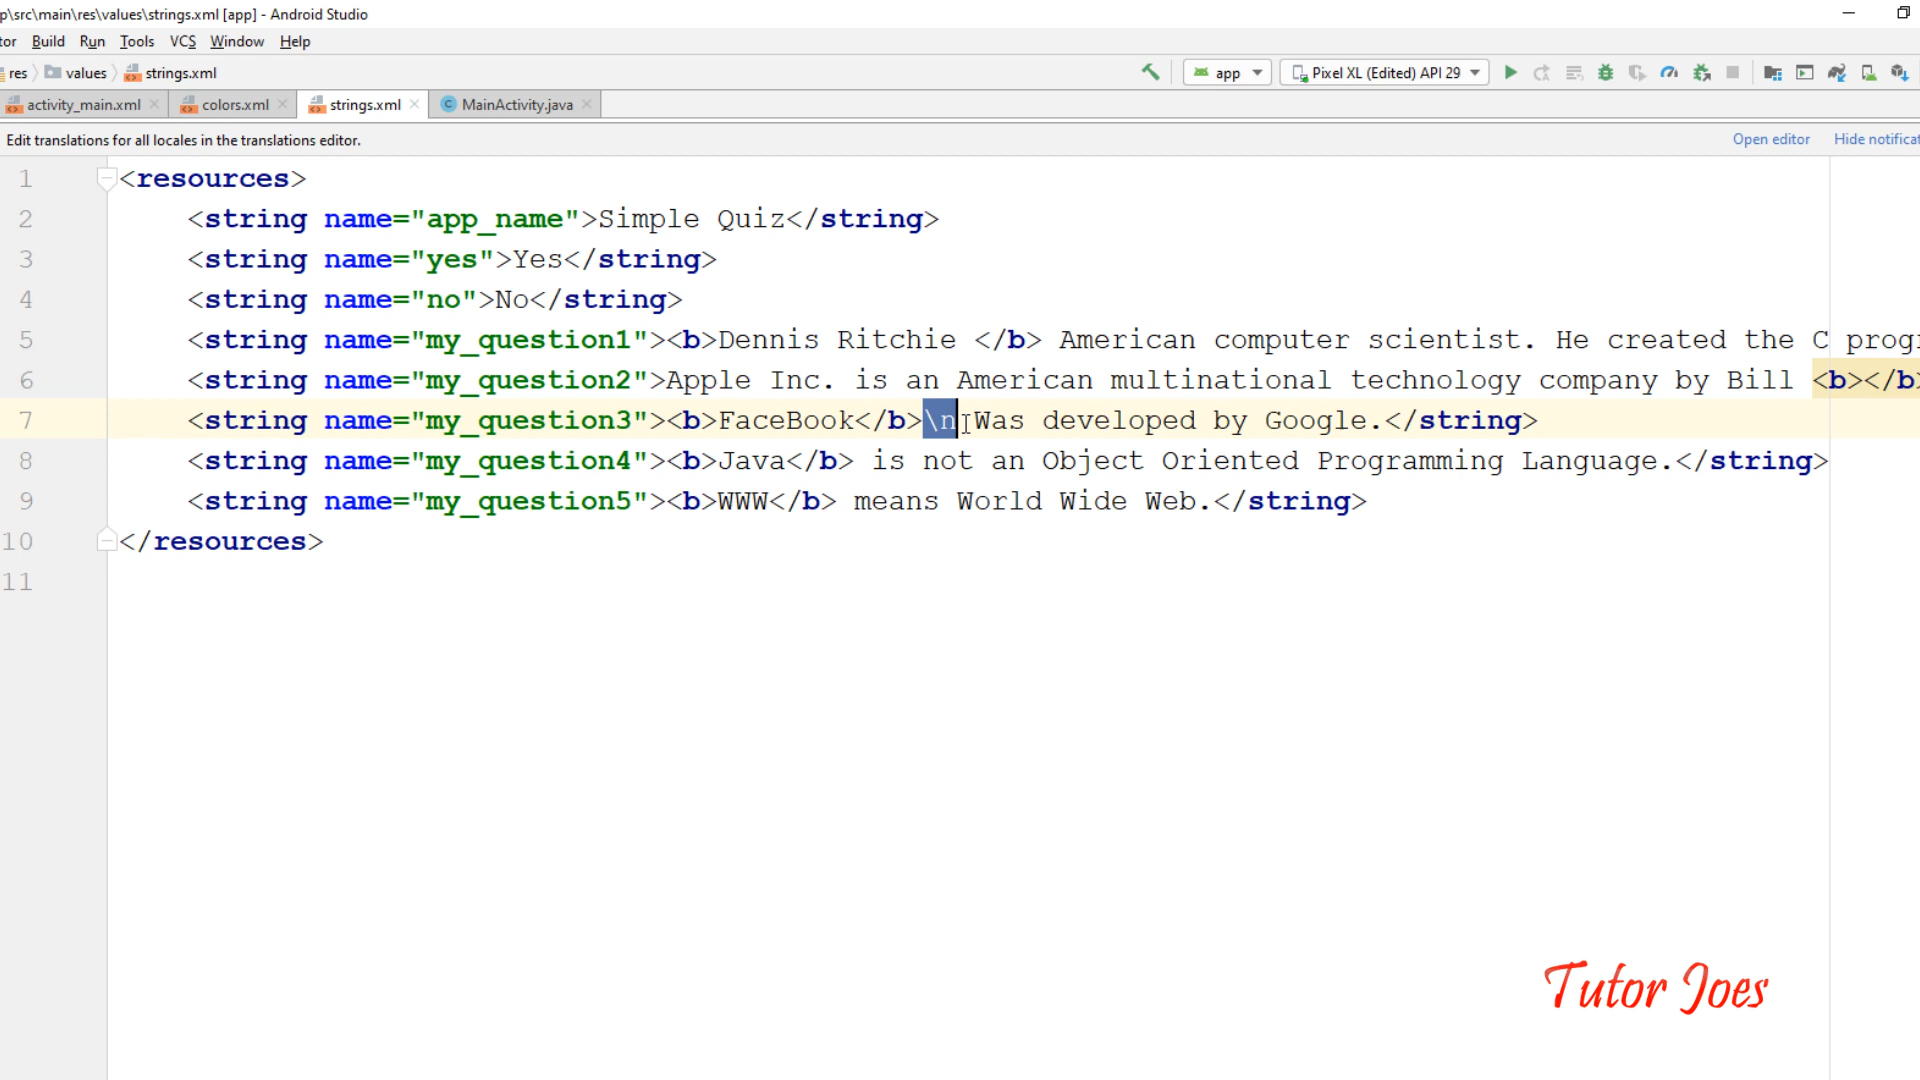 p\src\main\res\values\strings.xml [app] - Android Studio
tor Build Run Tools VCS Window Help
res values strings.xml app Pixel XL (Edited) API 29
activity_main.xml colors.xml strings.xml MainActivity.java
Edit translations for all locales in the translations editor. Open editor Hide notificat
1 <resources>
2 <string name="app_name">Simple Quiz</string>
3 <string name="yes">Yes</string>
4 <string name="no">No</string>
5 <string name="my_question1"><b>Dennis Ritchie </b> American computer scientist. He created the C progr
6 <string name="my_question2">Apple Inc. is an American multinational technology company by Bill <b></b>
7 <string name="my_question3"><b>FaceBook</b>\n Was developed by Google.</string>
8 <string name="my_question4"><b>Java</b> is not an Object Oriented Programming Language.</string>
9 <string name="my_question5"><b>WWW</b> means World Wide Web.</string>
10 </resources>
11
Tutor Joes